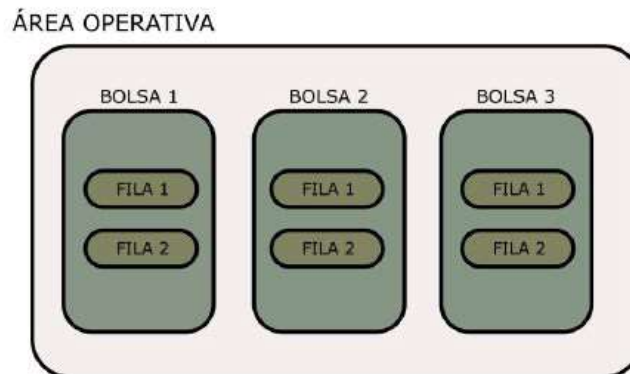 ÁREA OPERATIVA
BOLSA 1 BOLSA 2 BOLSA 3
FILA 1 FILA 1 FILA 1
FILA 2 FILA 2 FILA 2